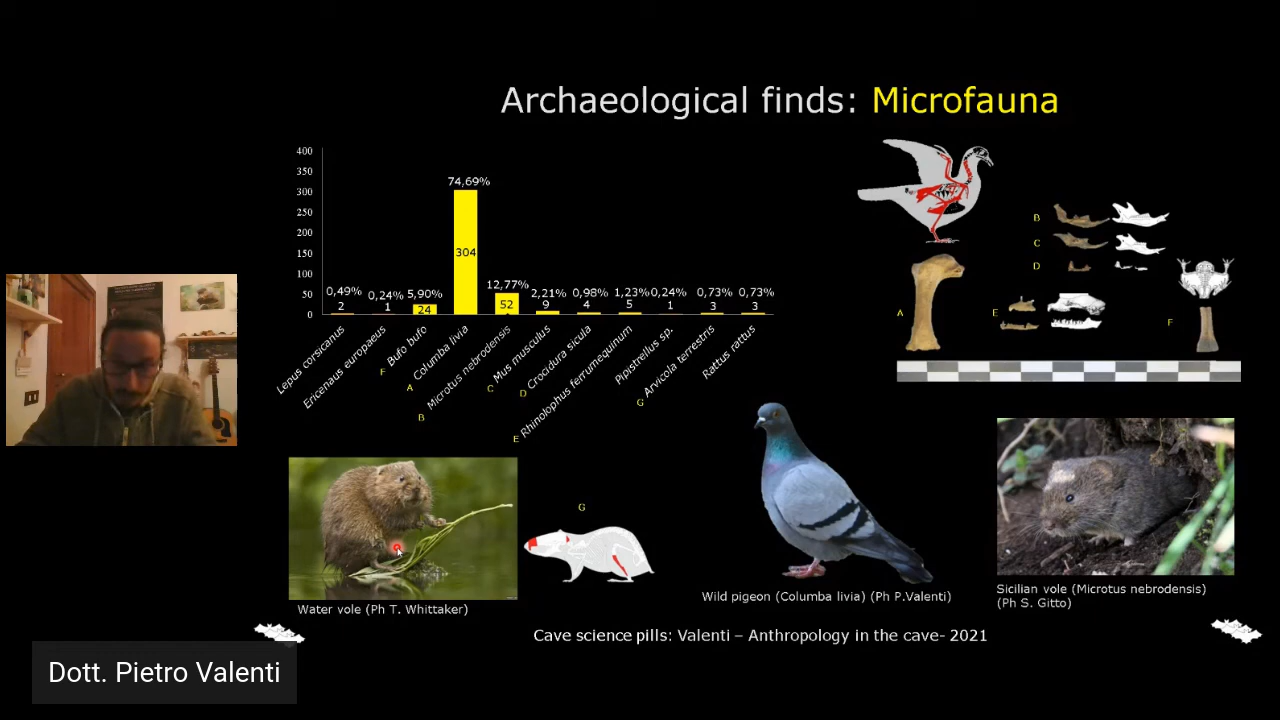 Archaeological finds: Microfauna
400
350
300
250
200
150
100
50
0
0,49%
2
0,24%
1
5,90%
24
74,69%
304
12,77%
52
2,21%
9
0,98%
4
1,23%
5
0,24%
1
0,73%
3
0,73%
3
Lepus corsicanus
Ericenaus europaeus
F Bufo bufo
A Columba livia
B Microtus nebrodensis
C Mus musculus
D Crocidura sicula
E Rhinolophus ferrumequinum
Pipistrellus sp.
G Arvicola terrestris
Rattus rattus
B
C
D
A
E
F
G
Water vole (Ph T. Whittaker)
Wild pigeon (Columba livia) (Ph P.Valenti)
Sicilian vole (Microtus nebrodensis)
(Ph S. Gitto)
Cave science pills: Valenti – Anthropology in the cave- 2021
Dott. Pietro Valenti